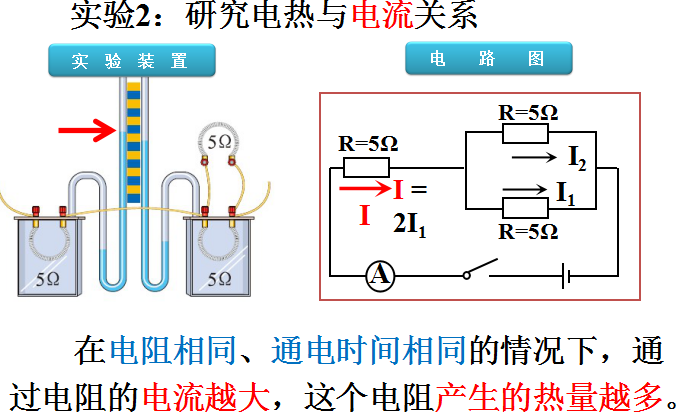 实验2：研究电热与电流关系
实 验 装 置
电 路 图
5Ω
5Ω
5Ω
R=5Ω
R=5Ω
I₂
I =
I
2I₁
I₁
R=5Ω
A
在电阻相同、通电时间相同的情况下，通
过电阻的电流越大，这个电阻产生的热量越多。